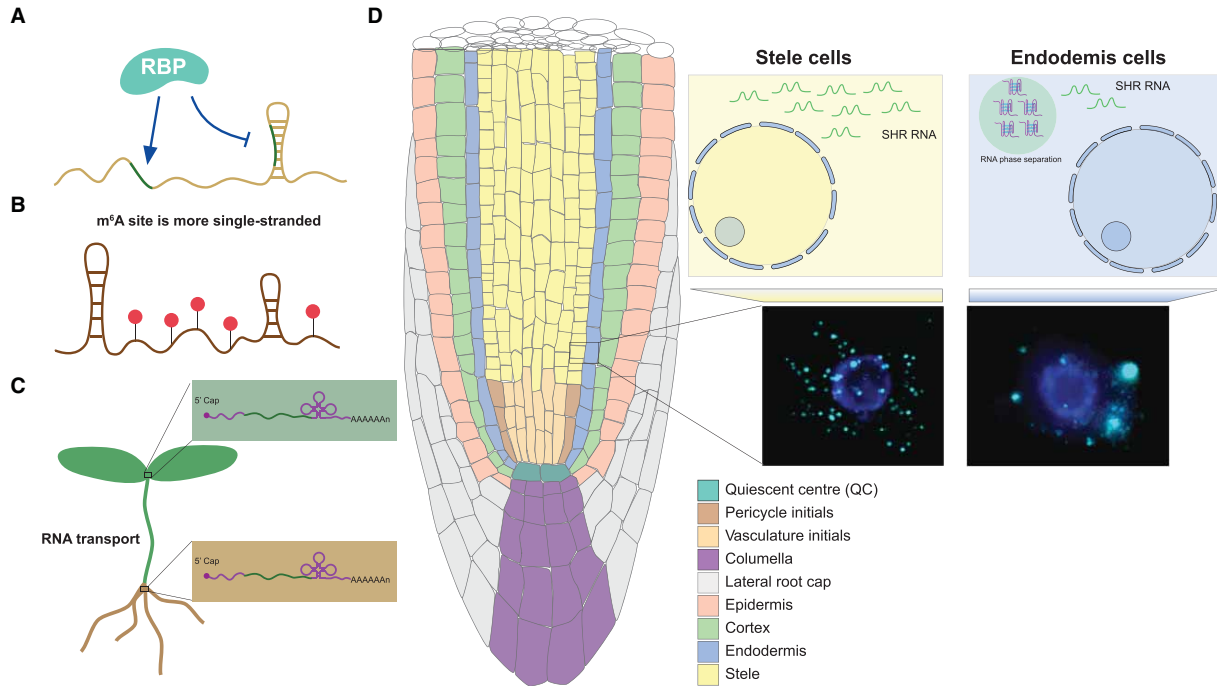 A
RBP
B
m⁶A site is more single-stranded
C
5' Cap
AAAAAAn
RNA transport
5' Cap
AAAAAAn
D
Stele cells
SHR RNA
Endodemis cells
SHR RNA
RNA phase separation
Quiescent centre (QC)
Pericycle initials
Vasculature initials
Columella
Lateral root cap
Epidermis
Cortex
Endodermis
Stele